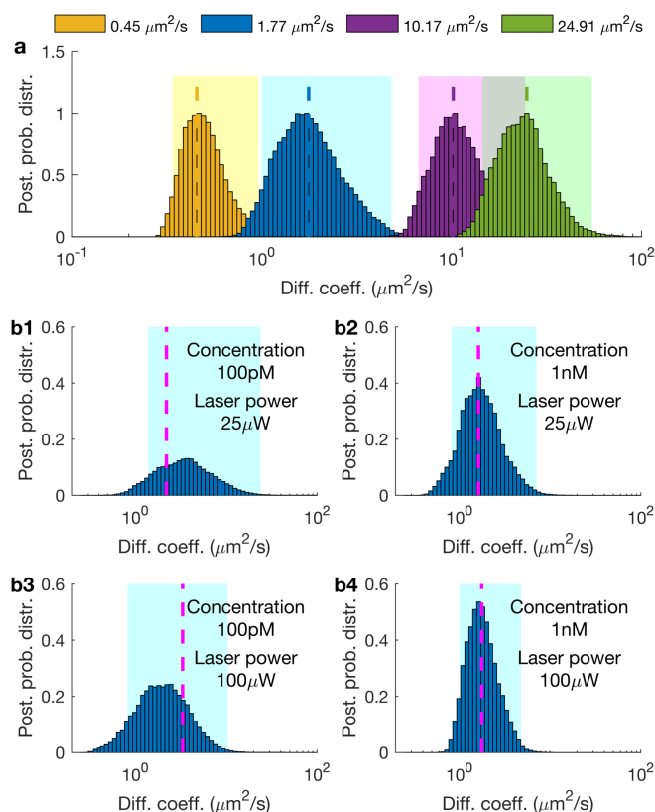 0.45 μm²/s 1.77 μm²/s 10.17 μm²/s 24.91 μm²/s
a
1.5
1
0.5
0
Post. prob. distr.
10⁻¹ 10⁰ 10¹ 10²
Diff. coeff. (μm²/s)
b1
0.6
0.4
0.2
0
Post. prob. distr.
Concentration
100pM
Laser power
25μW
10⁰ 10²
Diff. coeff. (μm²/s)
b2
0.6
0.4
0.2
0
Post. prob. distr.
Concentration
1nM
Laser power
25μW
10⁰ 10²
Diff. coeff. (μm²/s)
b3
0.6
0.4
0.2
0
Post. prob. distr.
Concentration
100pM
Laser power
100μW
10⁰ 10²
Diff. coeff. (μm²/s)
b4
0.6
0.4
0.2
0
Post. prob. distr.
Concentration
1nM
Laser power
100μW
10⁰ 10²
Diff. coeff. (μm²/s)